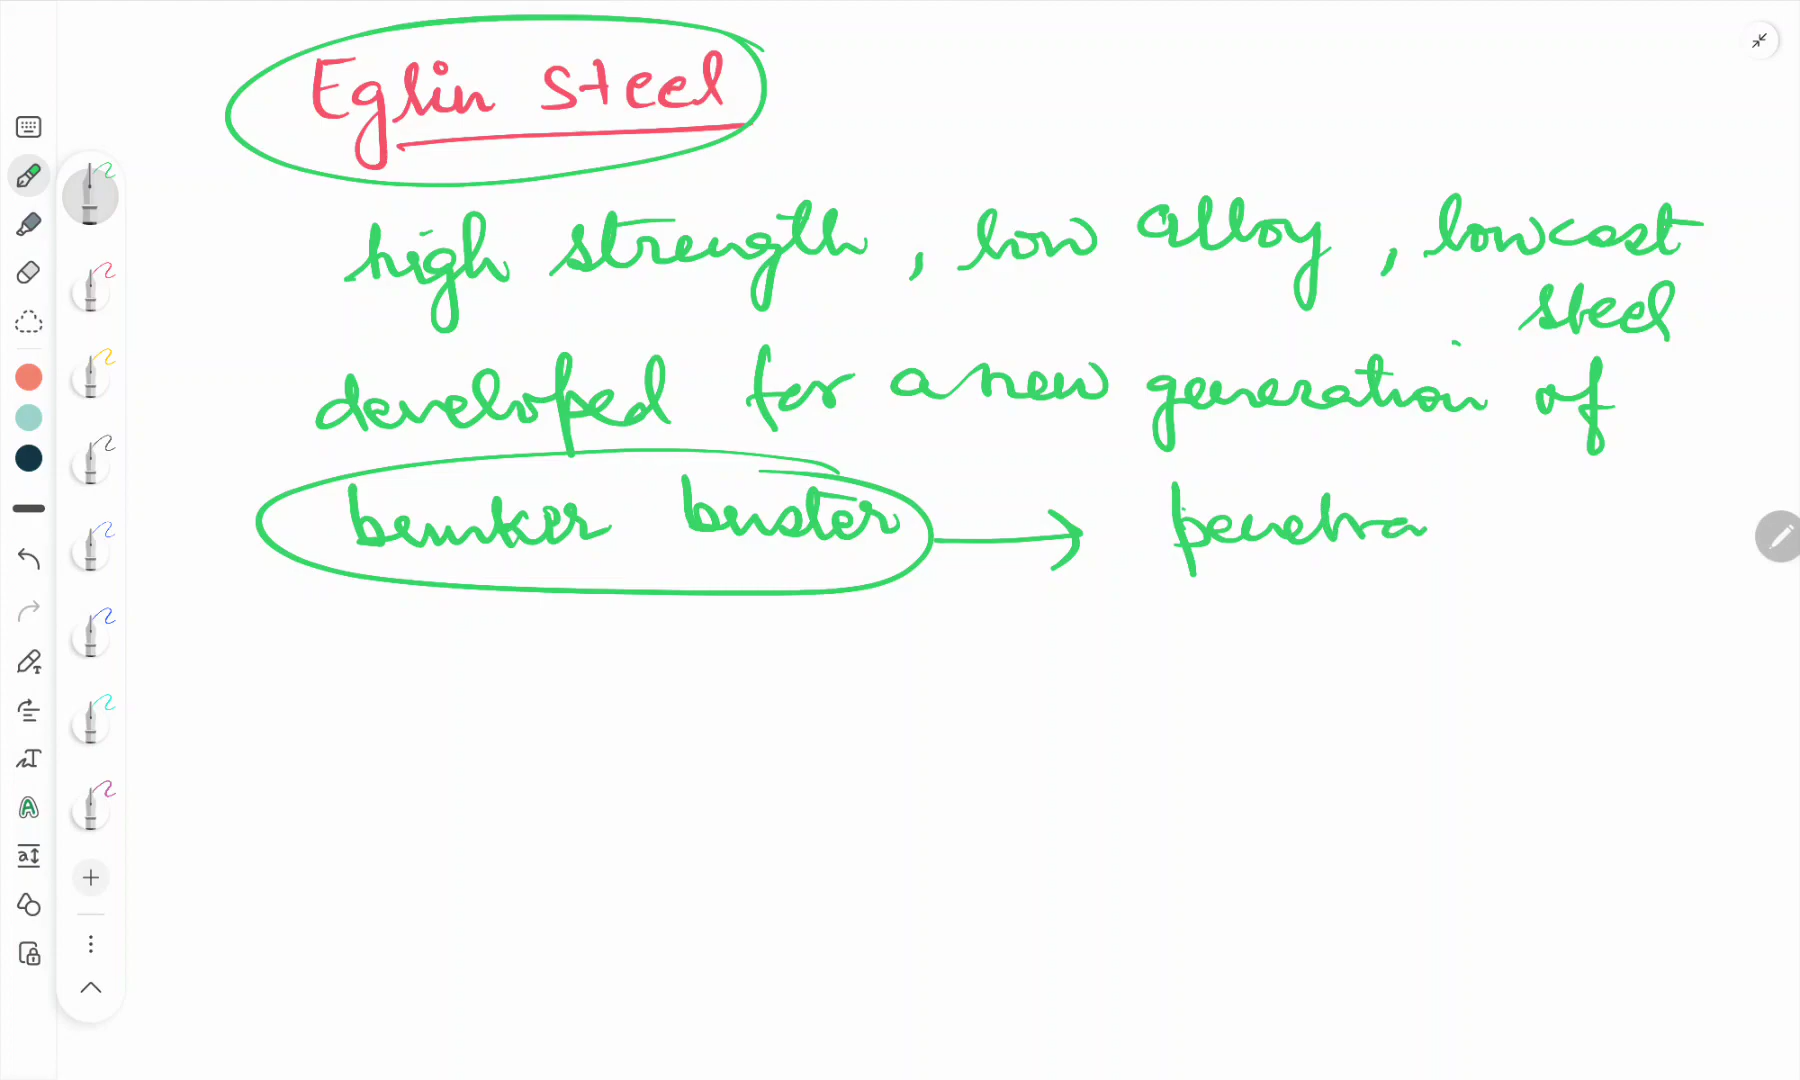 Eglin steel
high strength, low alloy, lowcost
steel
developed for a new generation of
bunker buster → penetra